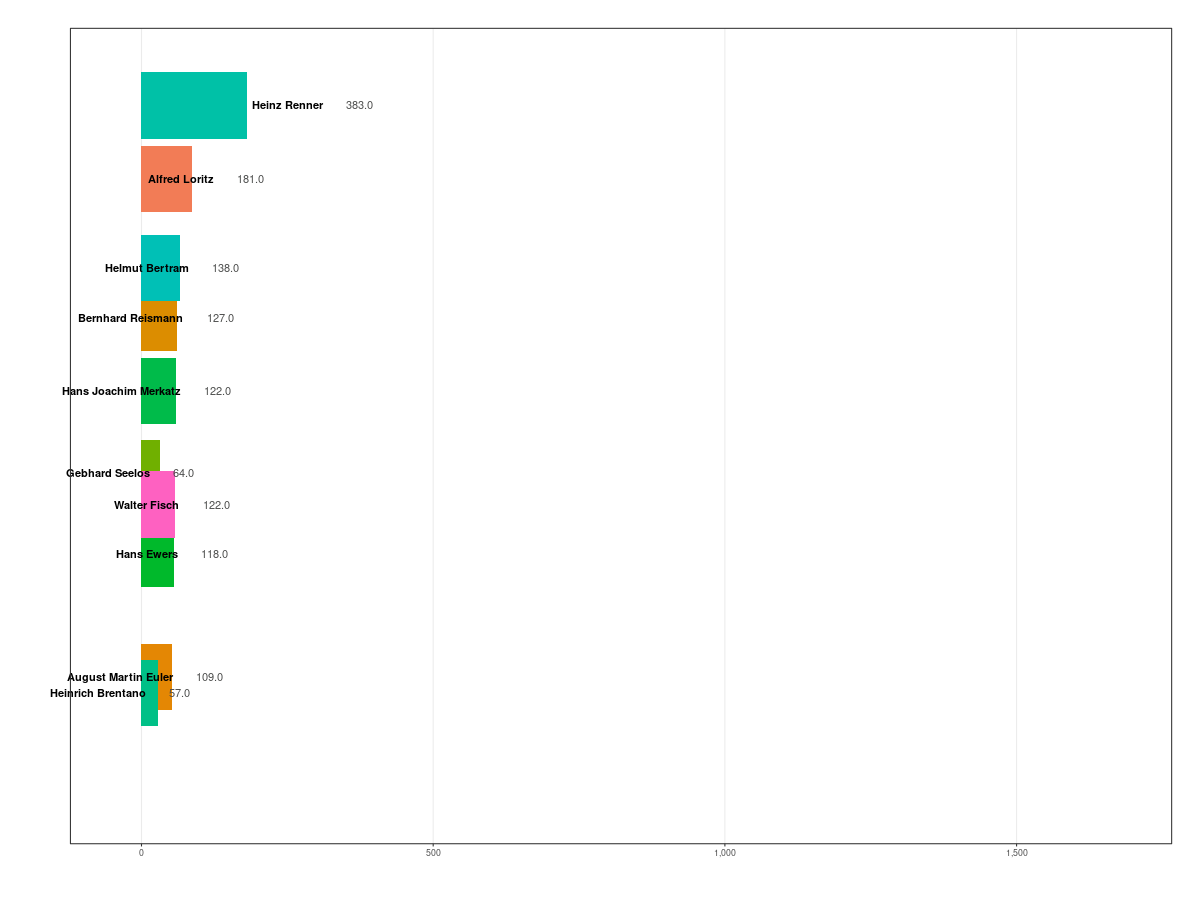 Heinz Renner 383.0
Alfred Loritz 181.0
Helmut Bertram 138.0
Bernhard Reismann 127.0
Hans Joachim Merkatz 122.0
Gebhard Seelos 64.0
Walter Fisch 122.0
Hans Ewers 118.0
August Martin Euler 109.0
Heinrich Brentano 57.0
0 500 1,000 1,500